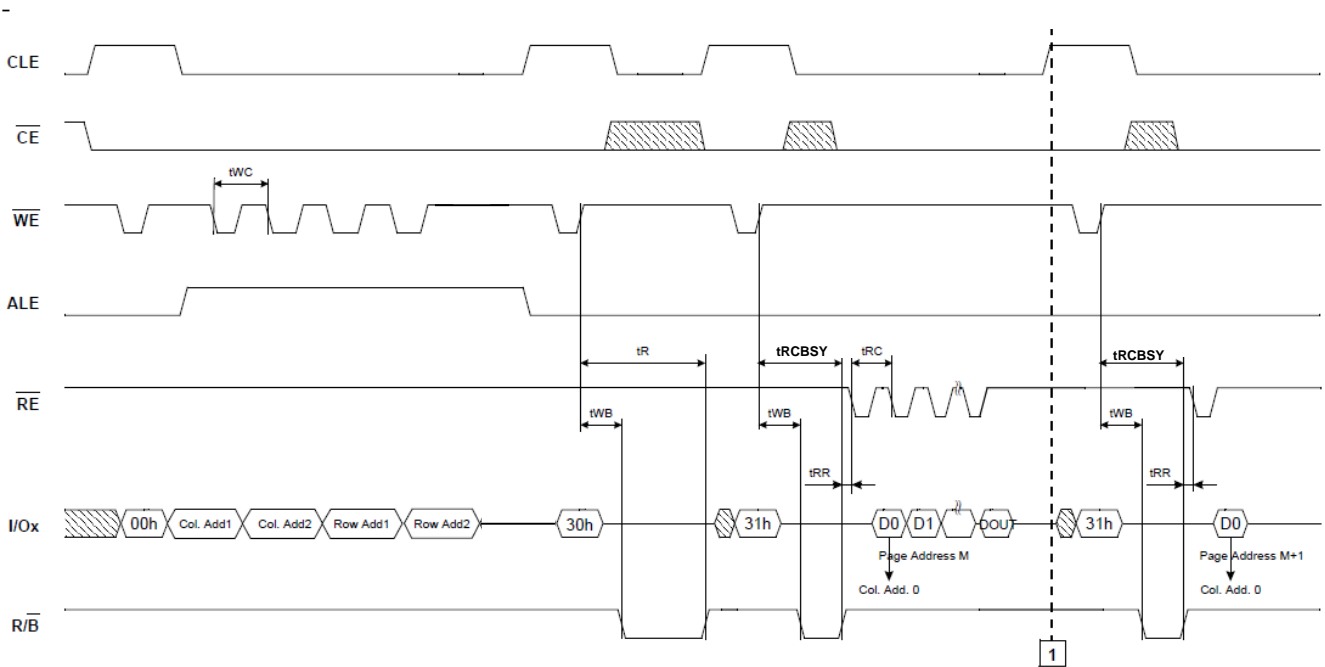 CLE
CE
tWC
WE
ALE
tR
tRCBSY
tRC
tRCBSY
RE
tWB
tWB
tWB
tRR
tRR
I/Ox
00h
Col. Add1
Col. Add2
Row Add1
Row Add2
30h
31h
D0
D1
DOUT
31h
D0
Page Address M
Page Address M+1
Col. Add. 0
Col. Add. 0
R/B
1